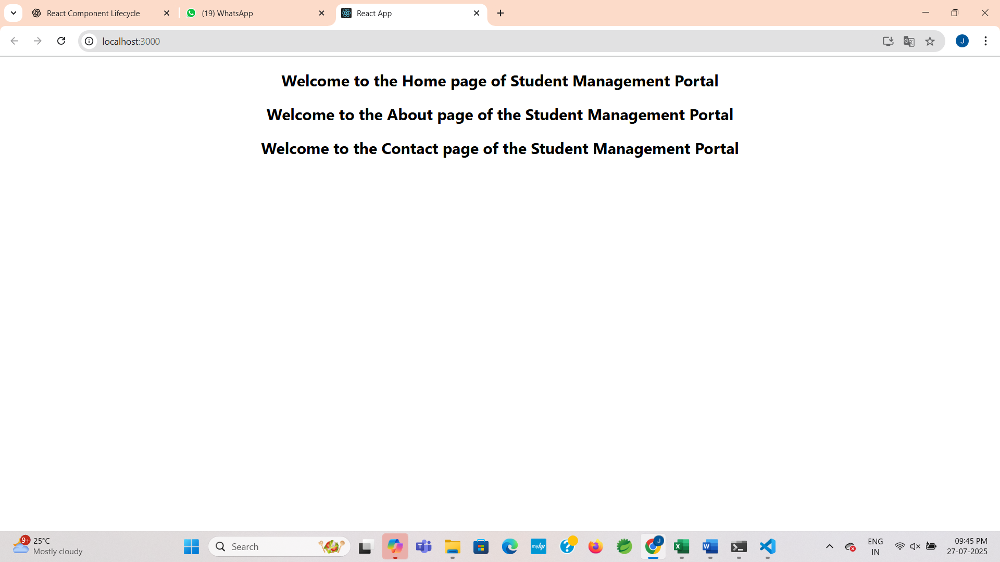 React Component Lifecycle
(19) WhatsApp
React App
localhost:3000
J
Welcome to the Home page of Student Management Portal
Welcome to the About page of the Student Management Portal
Welcome to the Contact page of the Student Management Portal
9+
25°C
Mostly cloudy
Search
T
myhp
?
J
X
W
ENG
IN
09:45 PM
27-07-2025